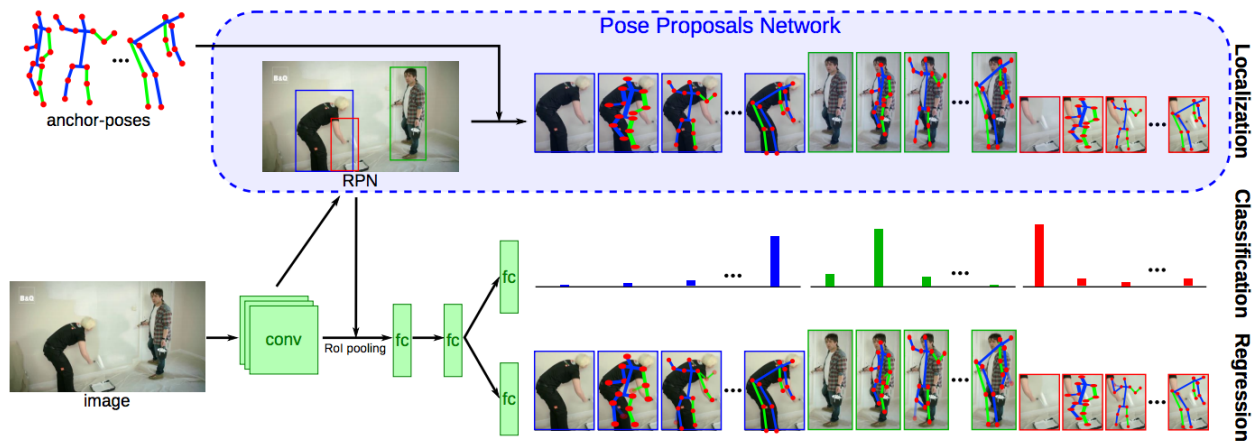 Pose Proposals Network
B&Q
...
anchor-poses
RPN
...
...
...
Localization
B&Q
image
conv
RoI pooling
fc
fc
fc
fc
...
...
...
Classification
...
...
...
Regression